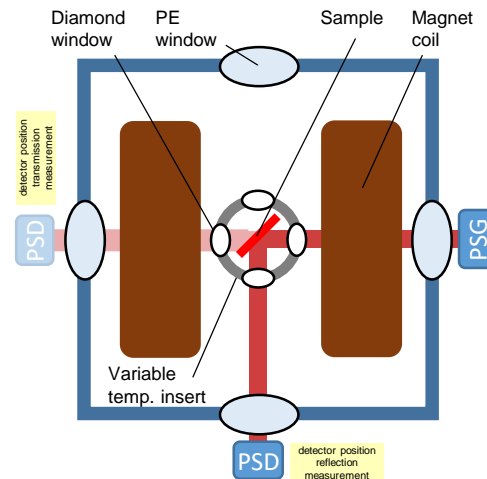 Diamond
window
PE
window
Sample
Magnet
coil
detector position
transmission
measurement
PSD
PSG
Variable
temp. insert
PSD
detector position
reflection
measurement